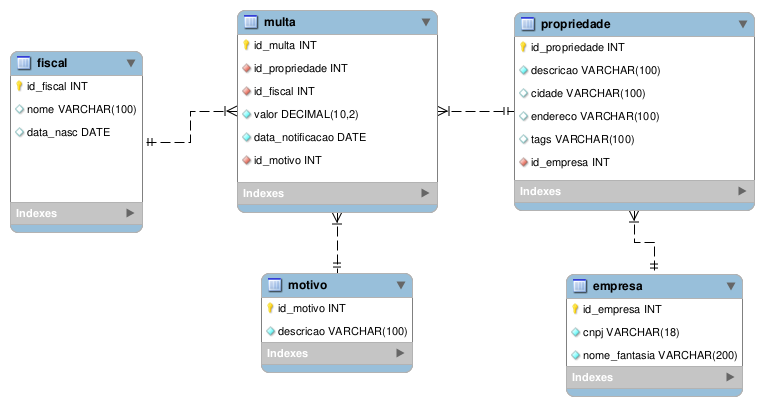 fiscal
id_fiscal INT
nome VARCHAR(100)
data_nasc DATE
Indexes
multa
id_multa INT
id_propriedade INT
id_fiscal INT
valor DECIMAL(10,2)
data_notificacao DATE
id_motivo INT
Indexes
propriedade
id_propriedade INT
descricao VARCHAR(100)
cidade VARCHAR(100)
endereco VARCHAR(100)
tags VARCHAR(100)
id_empresa INT
Indexes
motivo
id_motivo INT
descricao VARCHAR(100)
Indexes
empresa
id_empresa INT
cnpj VARCHAR(18)
nome_fantasia VARCHAR(200)
Indexes